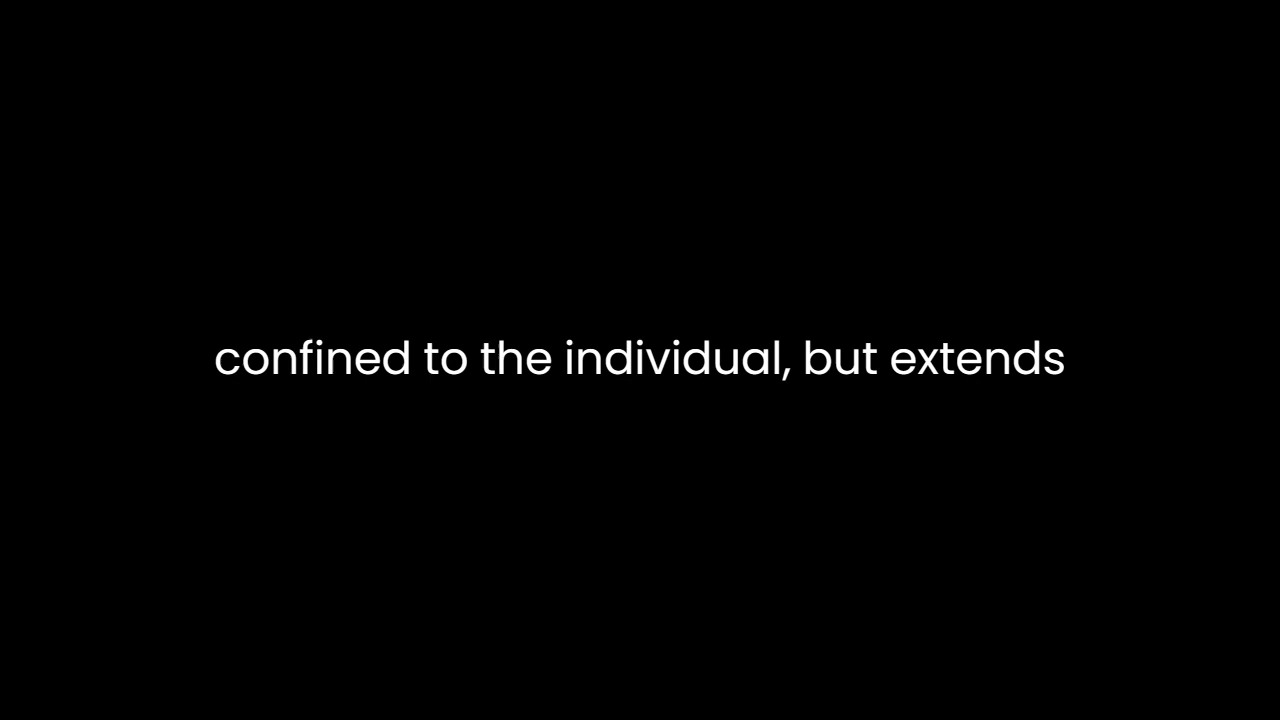 confined to the individual, but extends